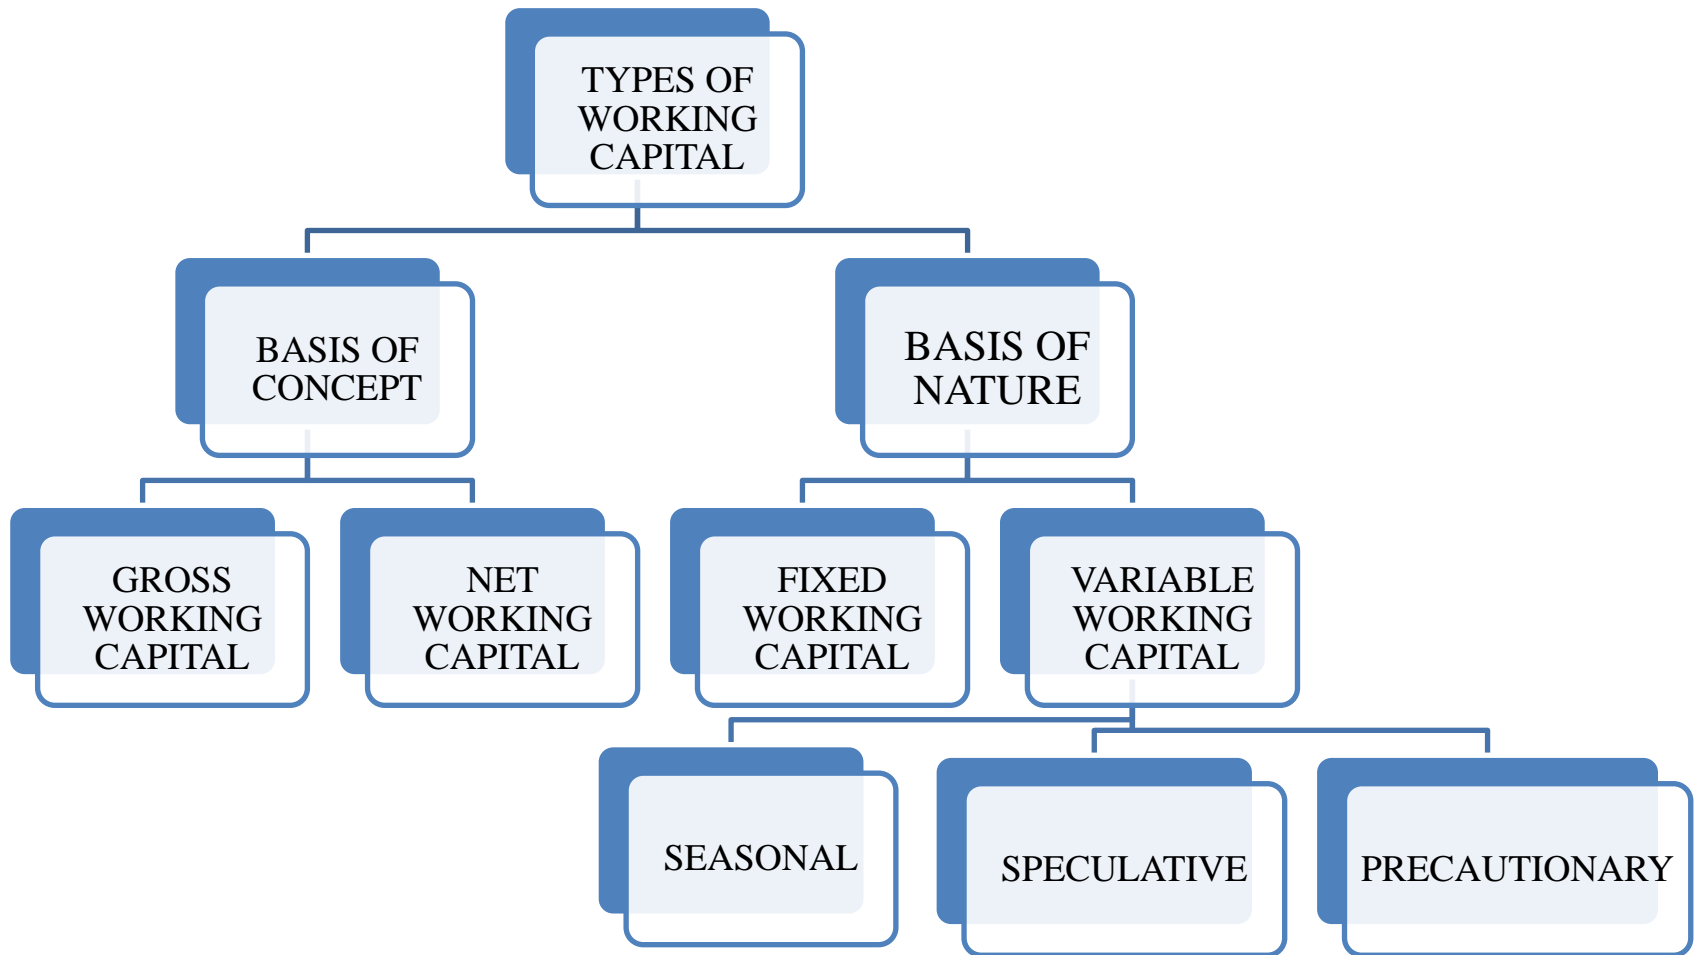 TYPES OF
WORKING
CAPITAL
BASIS OF
CONCEPT
BASIS OF
NATURE
GROSS
WORKING
CAPITAL
NET
WORKING
CAPITAL
FIXED
WORKING
CAPITAL
VARIABLE
WORKING
CAPITAL
SEASONAL
SPECULATIVE
PRECAUTIONARY